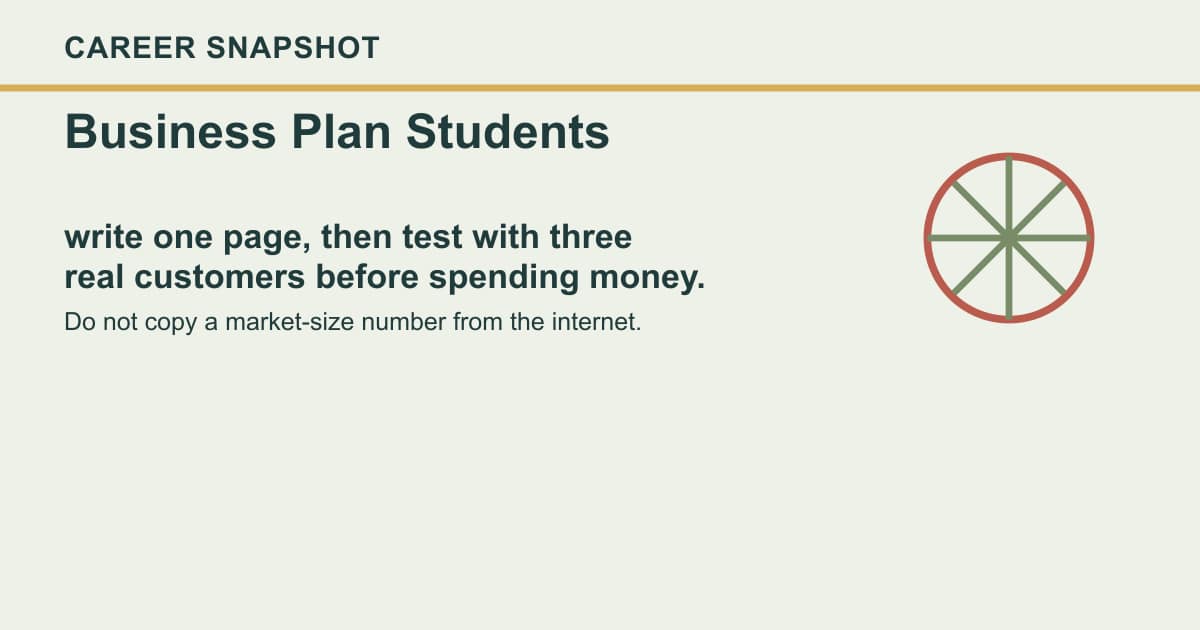 CAREER SNAPSHOT
Business Plan Students
write one page, then test with three
real customers before spending money.
Do not copy a market-size number from the internet.